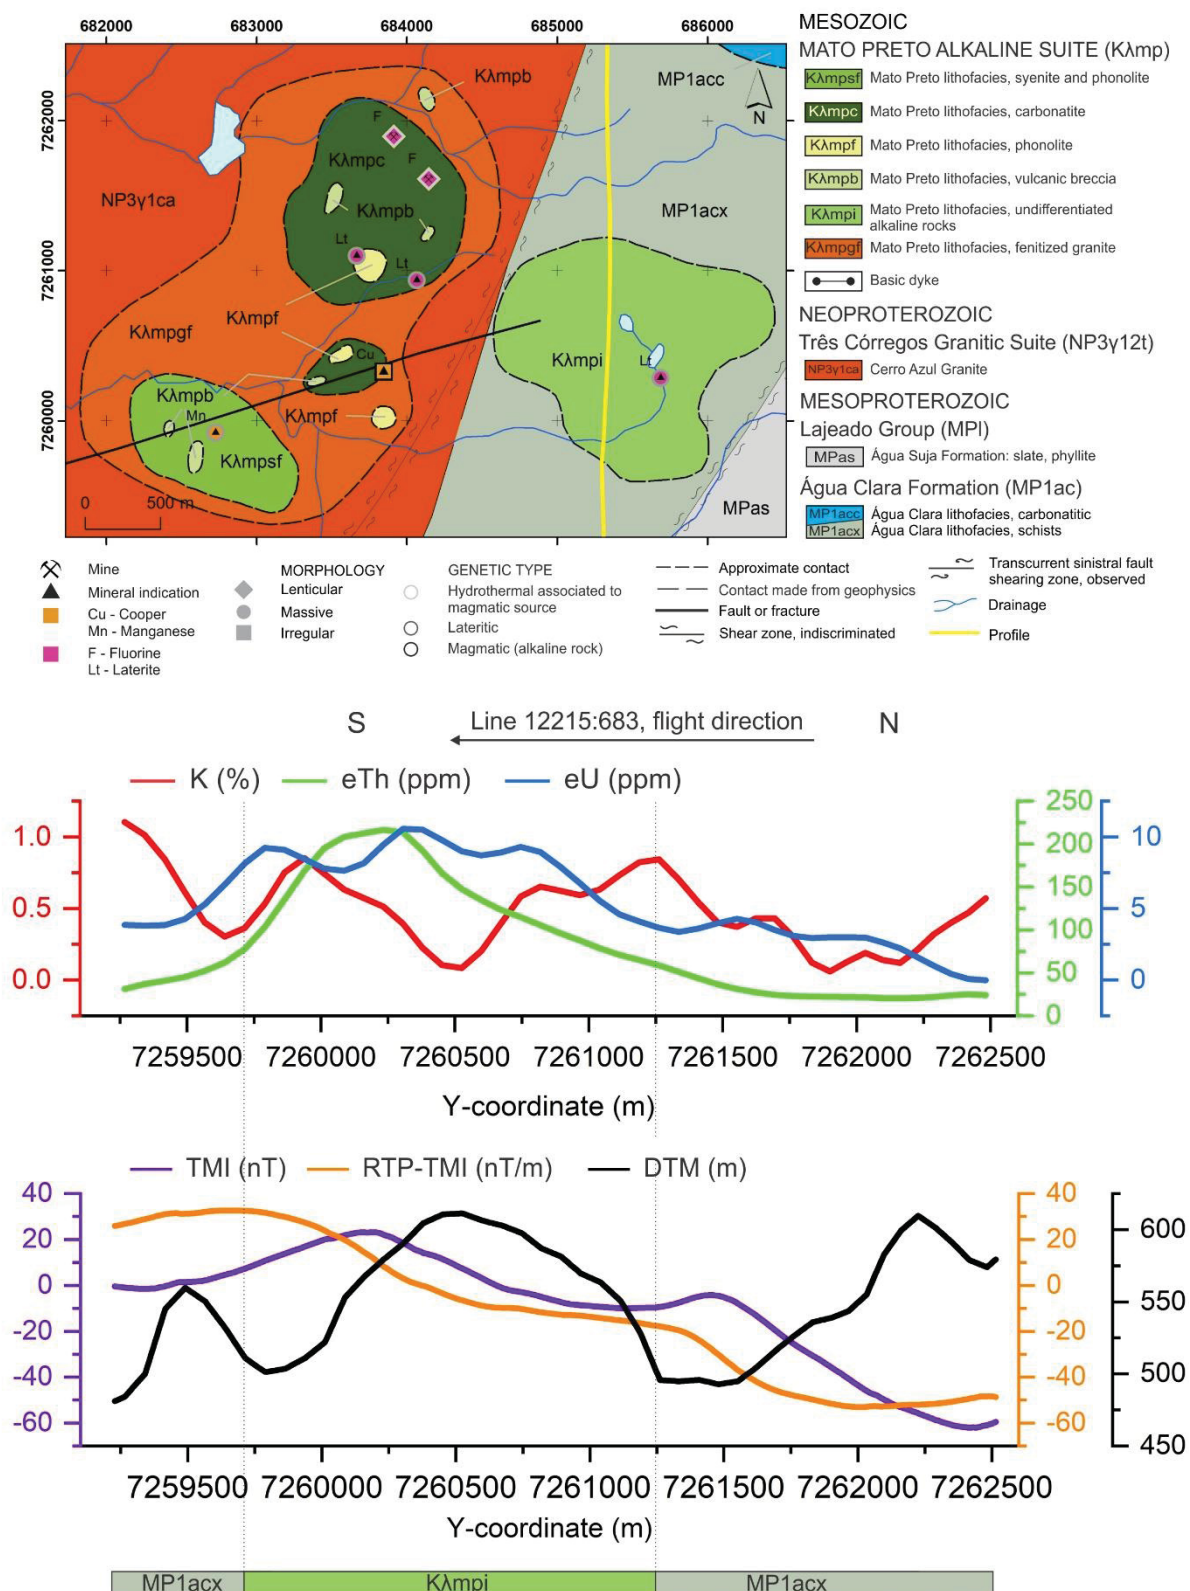 682000 683000 684000 685000 686000
7262000
7261000
7260000
Kλmpb
MP1acc
N
F
Kλmpc
F
NP3γ1ca
Kλmpb
MP1acx
Lt
Lt
Kλmpf
Kλmpgf
Cu
Kλmpi
Lt
Kλmpb
Mn
Kλmpf
Kλmpsf
0 500 m
MPas
MESOZOIC
MATO PRETO ALKALINE SUITE (Kλmp)
Kλmpsf Mato Preto lithofacies, syenite and phonolite
Kλmpc Mato Preto lithofacies, carbonatite
Kλmpf Mato Preto lithofacies, phonolite
Kλmpb Mato Preto lithofacies, vulcanic breccia
Kλmpi Mato Preto lithofacies, undifferentiated
alkaline rocks
Kλmpgf Mato Preto lithofacies, fenitized granite
Basic dyke
NEOPROTEROZOIC
Três Córregos Granitic Suite (NP3γ12t)
NP3γ1ca Cerro Azul Granite
MESOPROTEROZOIC
Lajeado Group (MPl)
MPas Água Suja Formation: slate, phyllite
Água Clara Formation (MP1ac)
MP1acc Água Clara lithofacies, carbonatitic
MP1acx Água Clara lithofacies, schists
Mine
Mineral indication
Cu - Cooper
Mn - Manganese
F - Fluorine
Lt - Laterite
MORPHOLOGY
Lenticular
Massive
Irregular
GENETIC TYPE
Hydrothermal associated to
magmatic source
Lateritic
Magmatic (alkaline rock)
Approximate contact
Contact made from geophysics
Fault or fracture
Shear zone, indiscriminated
Transcurrent sinistral fault
shearing zone, observed
Drainage
Profile
S Line 12215:683, flight direction N
K (%) eTh (ppm) eU (ppm)
1.0
0.5
0.0
250
200
150
100
50
0
10
5
0
7259500 7260000 7260500 7261000 7261500 7262000 7262500
Y-coordinate (m)
TMI (nT) RTP-TMI (nT/m) DTM (m)
40
20
0
-20
-40
-60
40
20
0
-20
-40
-60
600
550
500
450
7259500 7260000 7260500 7261000 7261500 7262000 7262500
Y-coordinate (m)
MP1acx Kλmpi MP1acx